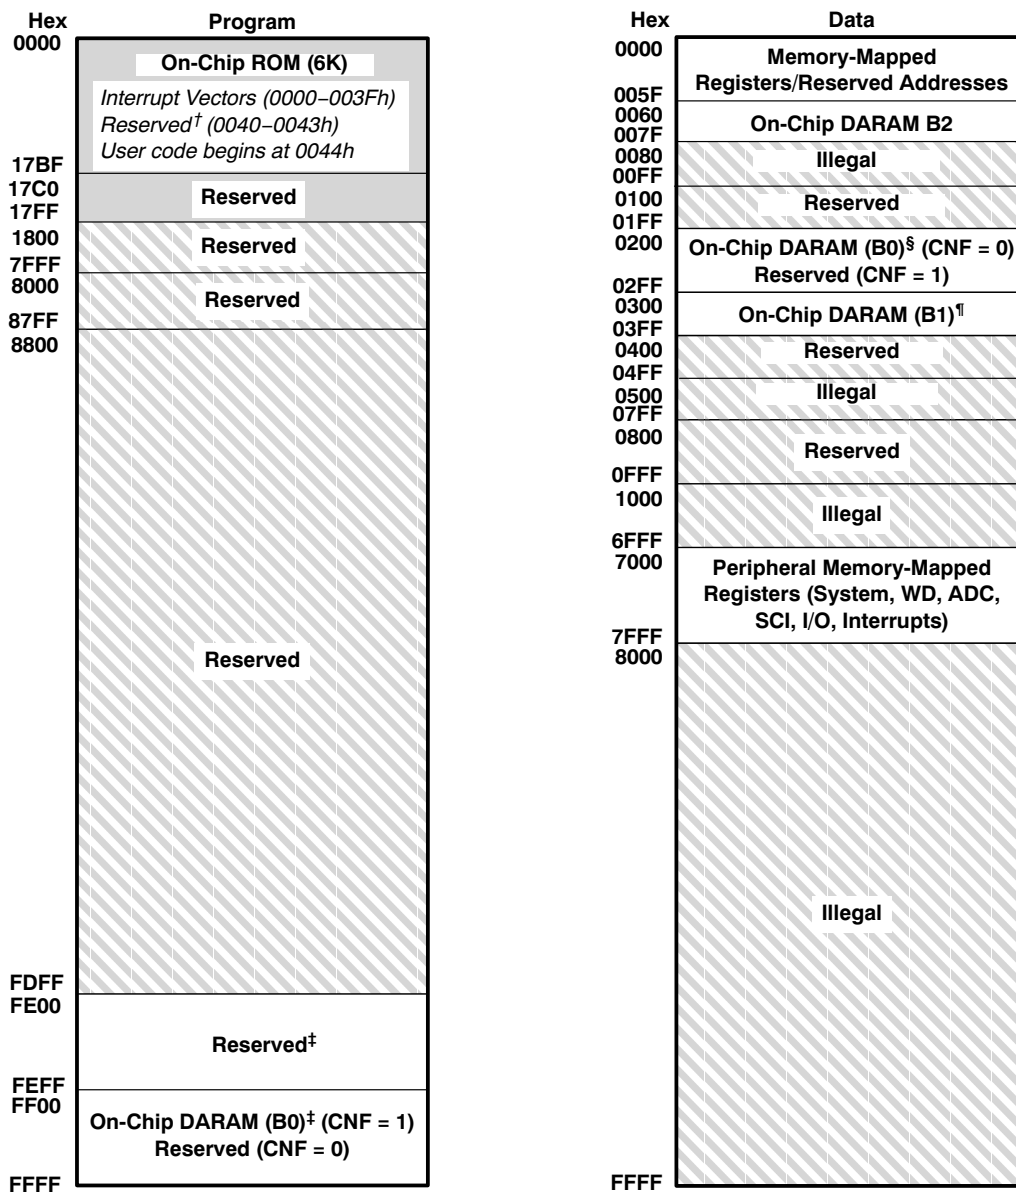 Hex
Program
0000
On-Chip ROM (6K)
Interrupt Vectors (0000–003Fh)
Reserved† (0040–0043h)
User code begins at 0044h
17BF
17C0
Reserved
17FF
1800
Reserved
7FFF
8000
Reserved
87FF
8800
Reserved
FDFF
FE00
Reserved‡
FEFF
FF00
On-Chip DARAM (B0)‡ (CNF = 1)
Reserved (CNF = 0)
FFFF
Hex
Data
0000
Memory-Mapped
Registers/Reserved Addresses
005F
0060
On-Chip DARAM B2
007F
0080
Illegal
00FF
0100
Reserved
01FF
0200
On-Chip DARAM (B0)§ (CNF = 0)
Reserved (CNF = 1)
02FF
0300
On-Chip DARAM (B1)¶
03FF
0400
Reserved
04FF
0500
Illegal
07FF
0800
Reserved
0FFF
1000
Illegal
6FFF
7000
Peripheral Memory-Mapped
Registers (System, WD, ADC,
SCI, I/O, Interrupts)
7FFF
8000
Illegal
FFFF